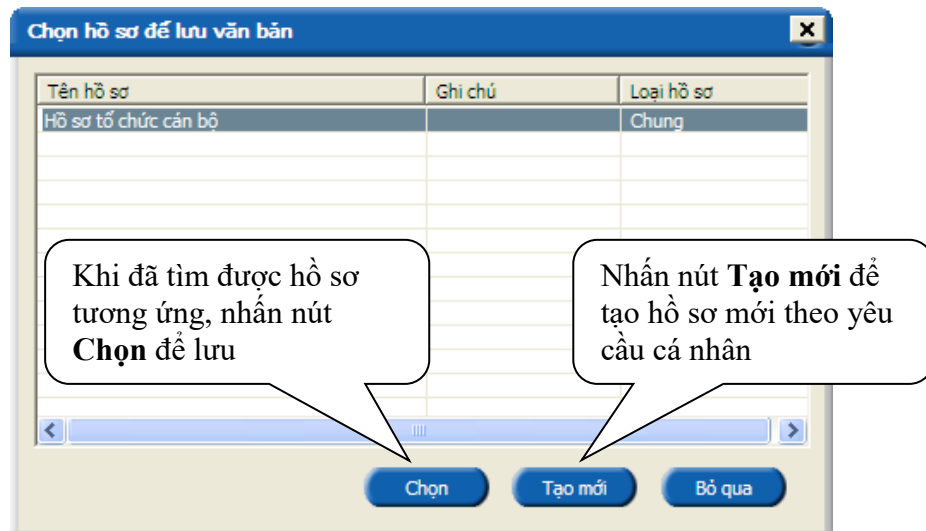 Chọn hồ sơ để lưu văn bản
Tên hồ sơ Ghi chú Loại hồ sơ
Hồ sơ tổ chức cán bộ Chung
Khi đã tìm được hồ sơ
tương ứng, nhấn nút
Chọn để lưu
Nhấn nút Tạo mới để
tạo hồ sơ mới theo yêu
cầu cá nhân
Chọn Tạo mới Bỏ qua